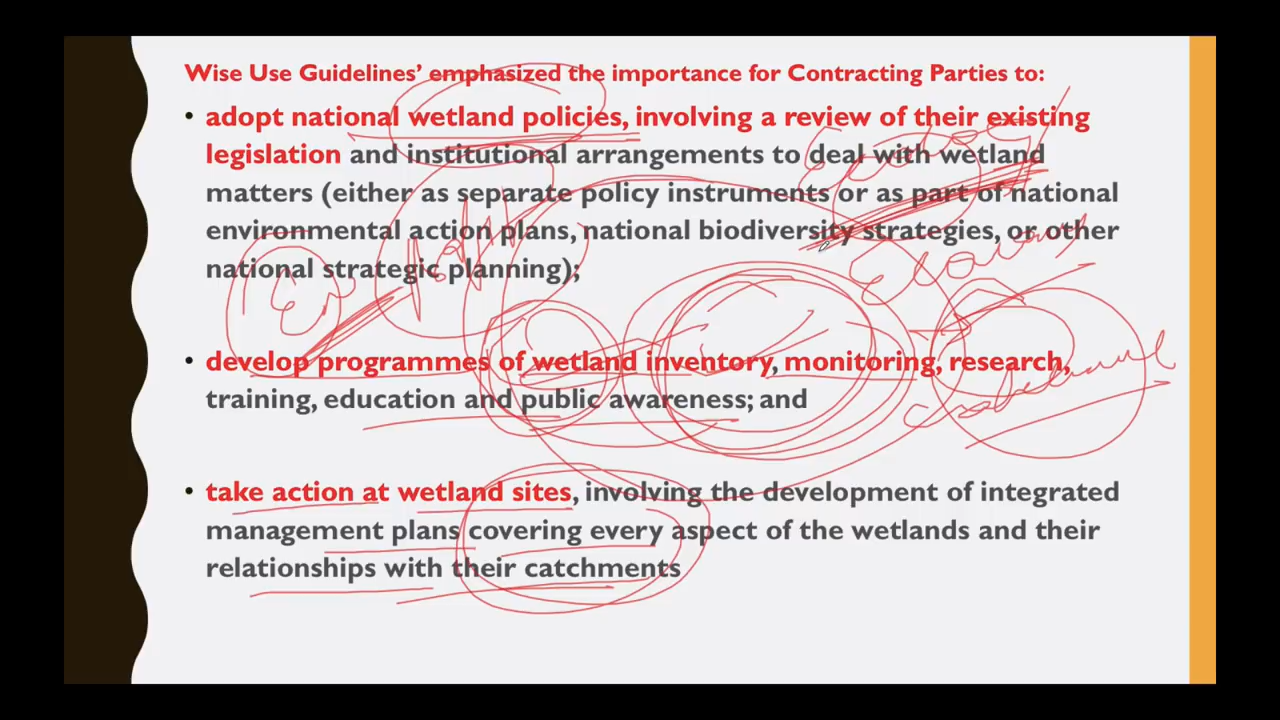 Wise Use Guidelines’ emphasized the importance for Contracting Parties to:
• adopt national wetland policies, involving a review of their existing
legislation and institutional arrangements to deal with wetland
matters (either as separate policy instruments or as part of national
environmental action plans, national biodiversity strategies, or other
national strategic planning);
• develop programmes of wetland inventory, monitoring, research,
training, education and public awareness; and
• take action at wetland sites, involving the development of integrated
management plans covering every aspect of the wetlands and their
relationships with their catchments